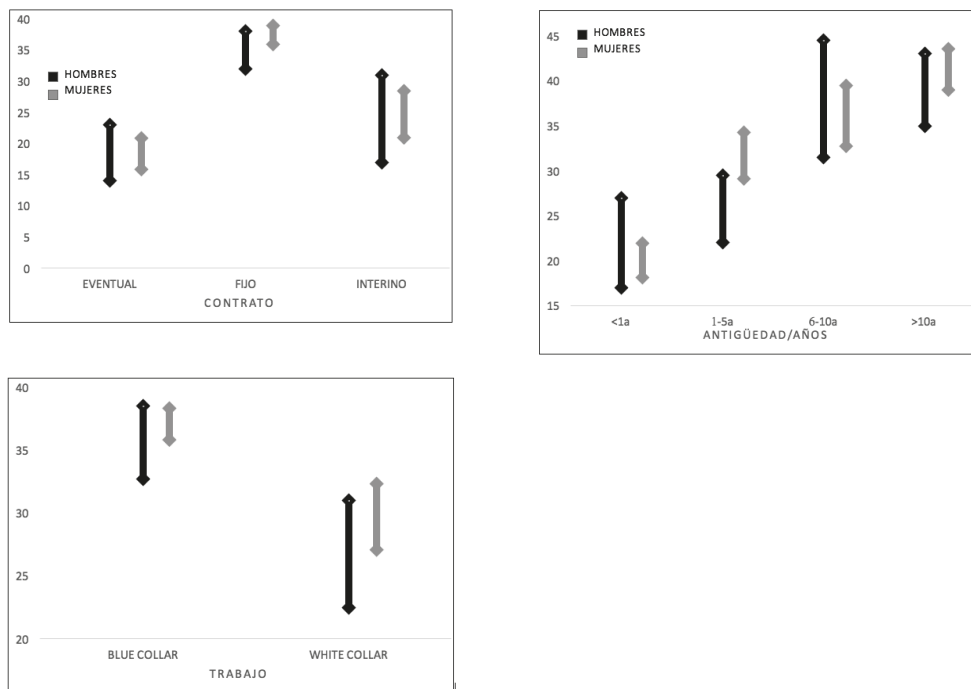 40
35
30
25
20
15
10
5
0
HOMBRES
MUJERES
EVENTUAL FIJO INTERINO
CONTRATO
45
40
35
30
25
20
15
HOMBRES
MUJERES
<1a 1-5a 6-10a >10a
ANTIGÜEDAD/AÑOS
40
35
30
25
20
BLUE COLLAR WHITE COLLAR
TRABAJO